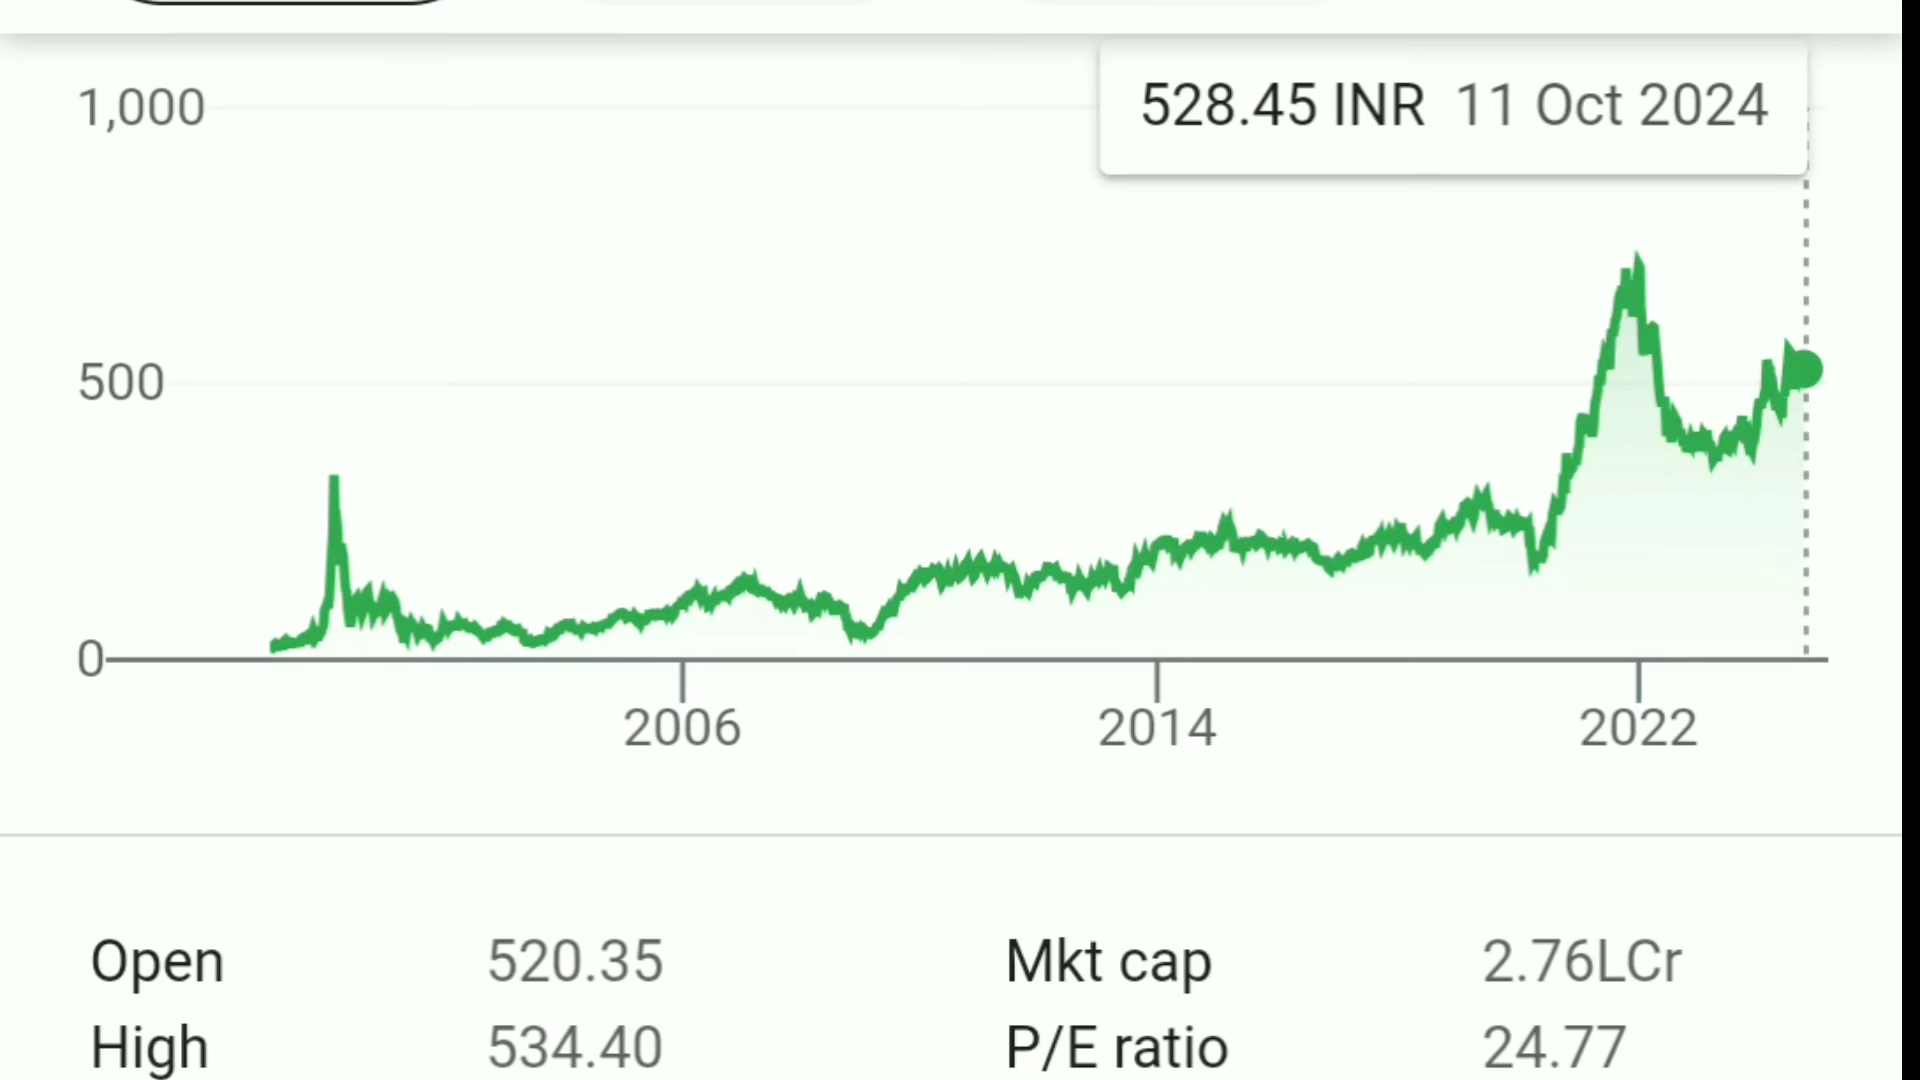 1,000
528.45 INR 11 Oct 2024
500
0
2006 2014 2022
Open 520.35 Mkt cap 2.76LCr
High 534.40 P/E ratio 24.77